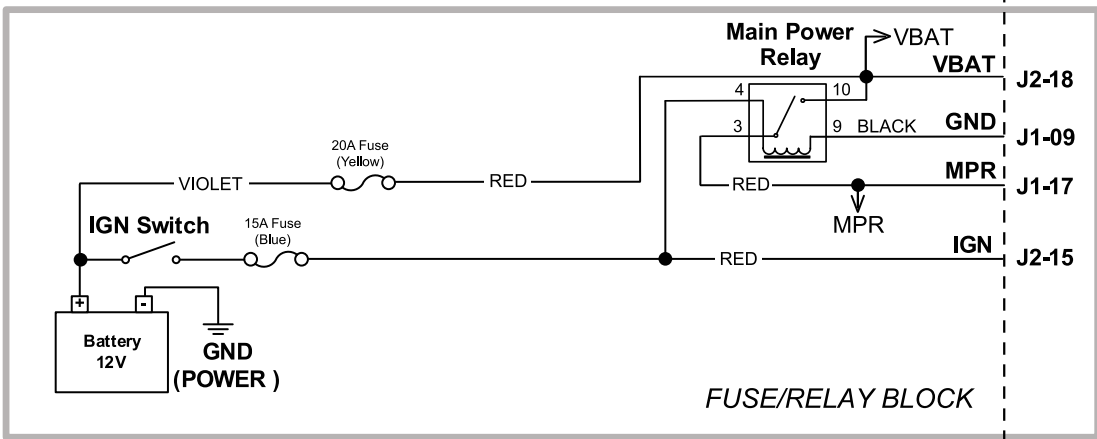 Main Power
Relay
VBAT
VBAT
J2-18
4
10
3
9
BLACK
GND
J1-09
20A Fuse
(Yellow)
VIOLET
RED
RED
MPR
J1-17
MPR
IGN Switch
15A Fuse
(Blue)
RED
IGN
J2-15
+
-
Battery
12V
GND
(POWER )
FUSE/RELAY BLOCK